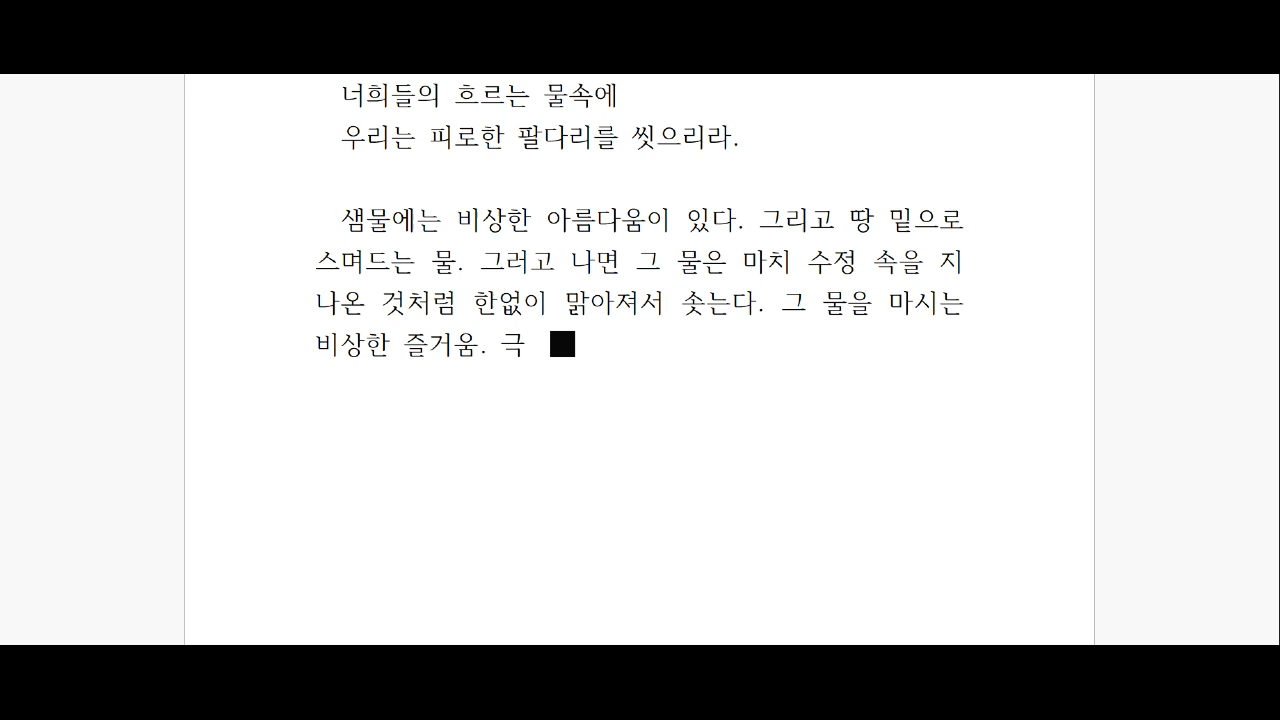 너희들의 흐르는 물속에
우리는 피로한 팔다리를 씻으리라.
샘물에는 비상한 아름다움이 있다. 그리고 땅 밑으로
스며드는 물. 그러고 나면 그 물은 마치 수정 속을 지
나온 것처럼 한없이 맑아져서 솟는다. 그 물을 마시는
비상한 즐거움. 극